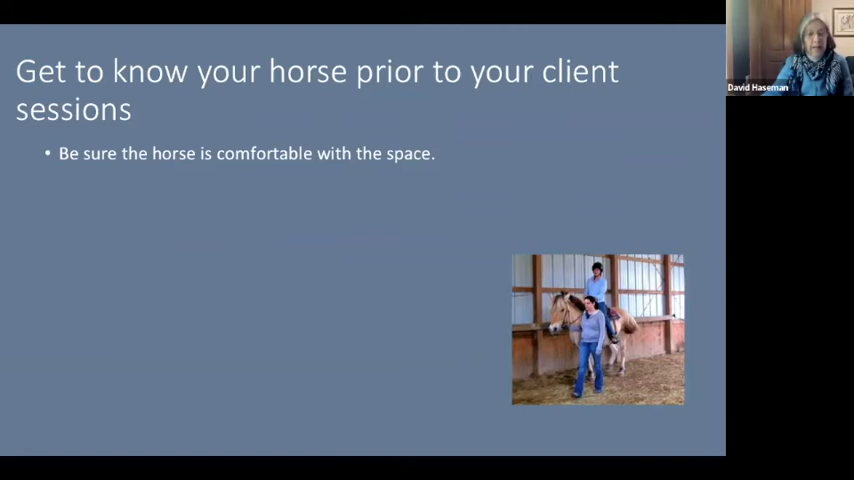 Get to know your horse prior to your client
sessions
• Be sure the horse is comfortable with the space.
David Haseman